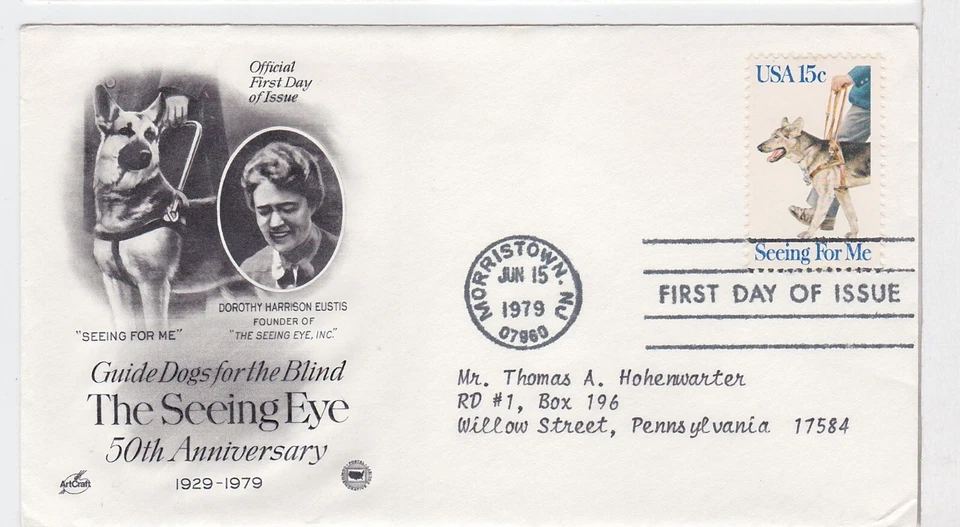 Official
First Day
of Issue
DOROTHY HARRISON EUSTIS
FOUNDER OF
"THE SEEING EYE, INC."
"SEEING FOR ME"
Guide Dogs for the Blind
The Seeing Eye
50th Anniversary
1929-1979
ArtCraft
USA 15c
Seeing For Me
MORRISTOWN, NJ
JUN 15
1979
07960
FIRST DAY OF ISSUE
Mr. Thomas A. Hohenwarter
RD #1, Box 196
Willow Street, Pennsylvania 17584